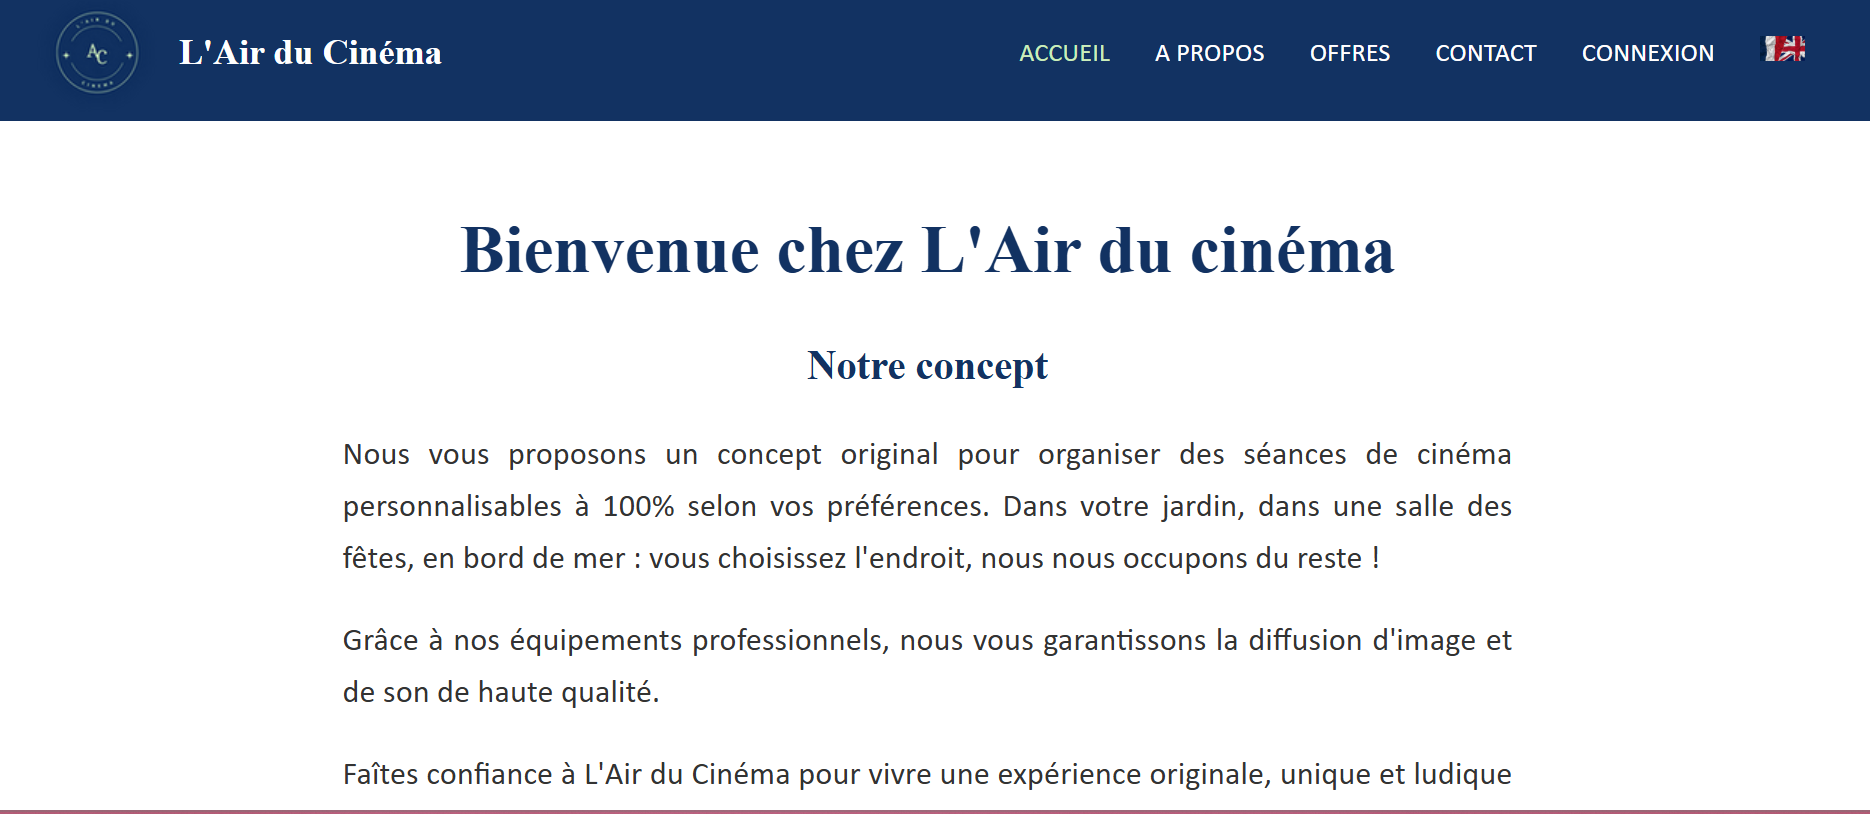 L'AIR DU
AC
CINEMA
L'Air du Cinéma
ACCUEIL
A PROPOS
OFFRES
CONTACT
CONNEXION
Bienvenue chez L'Air du cinéma
Notre concept
Nous vous proposons un concept original pour organiser des séances de cinéma
personnalisables à 100% selon vos préférences. Dans votre jardin, dans une salle des
fêtes, en bord de mer : vous choisissez l'endroit, nous nous occupons du reste !
Grâce à nos équipements professionnels, nous vous garantissons la diffusion d'image et
de son de haute qualité.
Faîtes confiance à L'Air du Cinéma pour vivre une expérience originale, unique et ludique